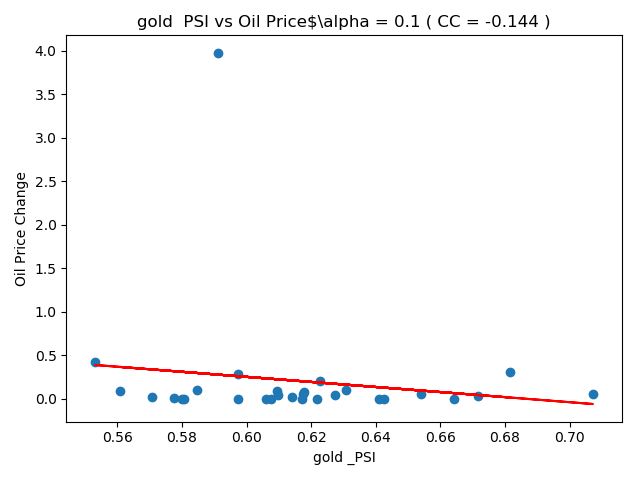 gold  PSI vs Oil Price$\alpha = 0.1 ( CC = -0.144 )
4.0
3.5
3.0
2.5
2.0
1.5
1.0
0.5
0.0
Oil Price Change
0.56 0.58 0.60 0.62 0.64 0.66 0.68 0.70
gold _PSI